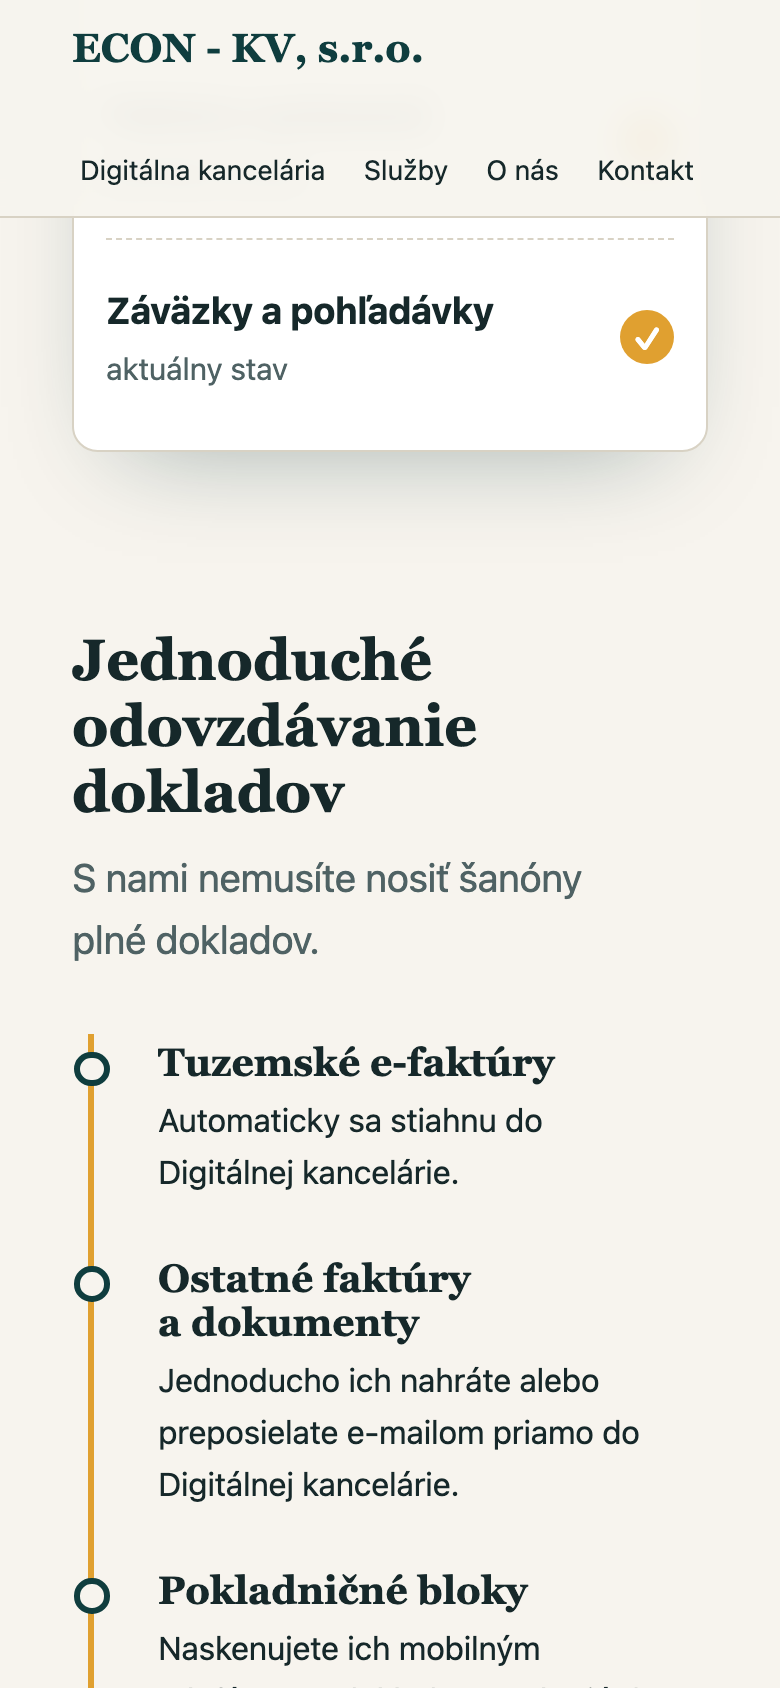 ECON - KV, s.r.o.
Digitálna kancelária Služby O nás Kontakt
Záväzky a pohľadávky
aktuálny stav
Jednoduché
odovzdávanie
dokladov
S nami nemusíte nosiť šanóny
plné dokladov.
Tuzemské e-faktúry
Automaticky sa stiahnu do
Digitálnej kancelárie.
Ostatné faktúry
a dokumenty
Jednoducho ich nahráte alebo
preposielate e-mailom priamo do
Digitálnej kancelárie.
Pokladničné bloky
Naskenujete ich mobilným